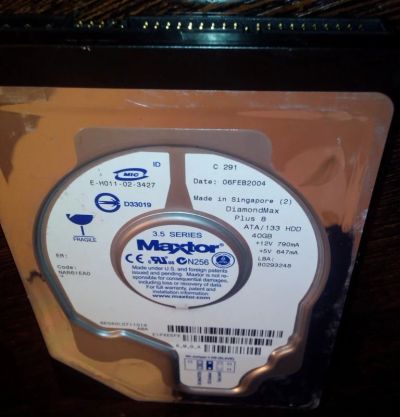 MIC
E-H011-02-3427
D33019
ID
C 291
Date: 06FEB2004
Made in Singapore (2)
DiamondMax
Plus 8
ATA/133 HDD
40GB
+12V 790mA
+5V 647mA
LBA:
80293248
FRAGILE
ER:
Code:
3.5 SERIES
Maxtor
CE
N256
Made under U.S. and foreign patents
issued and pending. Maxtor is not re-
sponsible for consequential damages,
including loss or recovery of data
For full warranty, patent and
installation information
www.maxtor.com